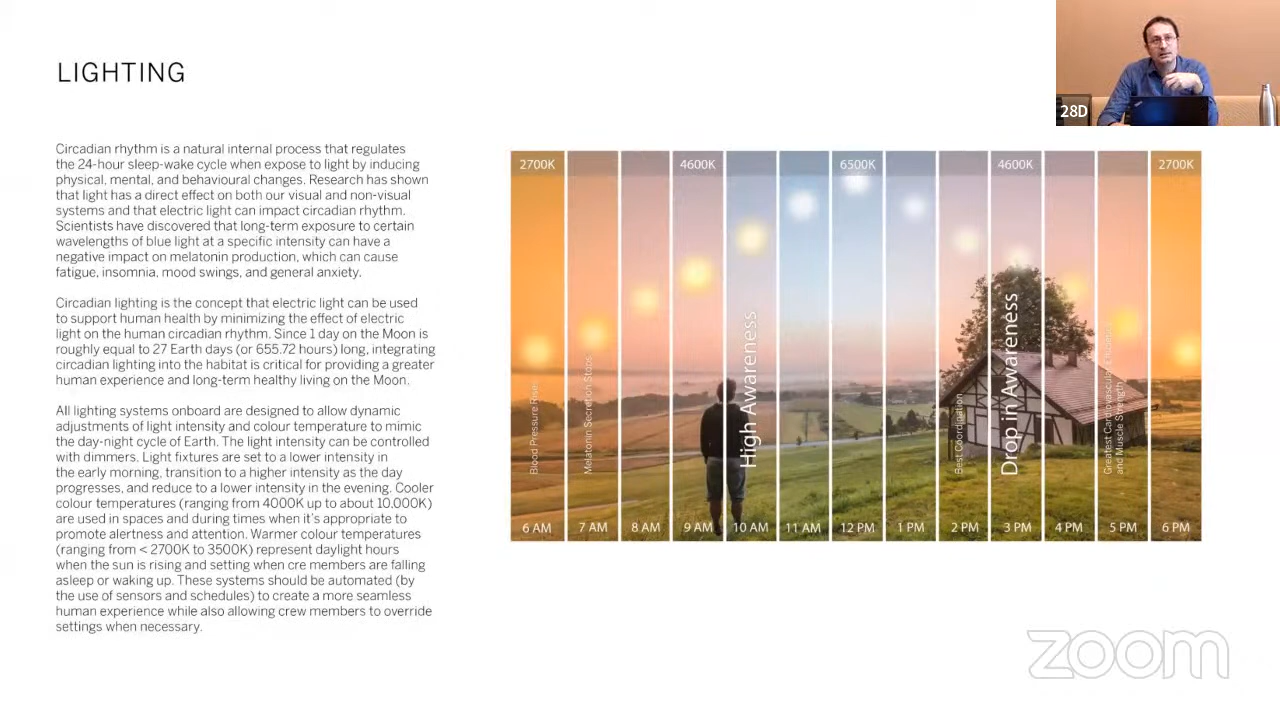 LIGHTING
28D
Circadian rhythm is a natural internal process that regulates
the 24-hour sleep-wake cycle when expose to light by inducing
physical, mental, and behavioural changes. Research has shown
that light has a direct effect on both our visual and non-visual
systems and that electric light can impact circadian rhythm.
Scientists have discovered that long-term exposure to certain
wavelengths of blue light at a specific intensity can have a
negative impact on melatonin production, which can cause
fatigue, insomnia, mood swings, and general anxiety.
Circadian lighting is the concept that electric light can be used
to support human health by minimizing the effect of electric
light on the human circadian rhythm. Since 1 day on the Moon is
roughly equal to 27 Earth days (or 655.72 hours) long, integrating
circadian lighting into the habitat is critical for providing a greater
human experience and long-term healthy living on the Moon.
All lighting systems onboard are designed to allow dynamic
adjustments of light intensity and colour temperature to mimic
the day-night cycle of Earth. The light intensity can be controlled
with dimmers. Light fixtures are set to a lower intensity in
the early morning, transition to a higher intensity as the day
progresses, and reduce to a lower intensity in the evening. Cooler
colour temperatures (ranging from 4000K up to about 10,000K)
are used in spaces and during times when it's appropriate to
promote alertness and attention. Warmer colour temperatures
(ranging from < 2700K to 3500K) represent daylight hours
when the sun is rising and setting when cre members are falling
asleep or waking up. These systems should be automated (by
the use of sensors and schedules) to create a more seamless
human experience while also allowing crew members to override
settings when necessary.
2700K 4600K 6500K 4600K 2700K
Blood Pressure Rises
Melatonin Secretion Stops
High Awareness
Best Coordination
Drop in Awareness
Greatest Cardiovascular Efficiency
and Muscle Strength
6 AM 7 AM 8 AM 9 AM 10 AM 11 AM 12 PM 1 PM 2 PM 3 PM 4 PM 5 PM 6 PM
zoom